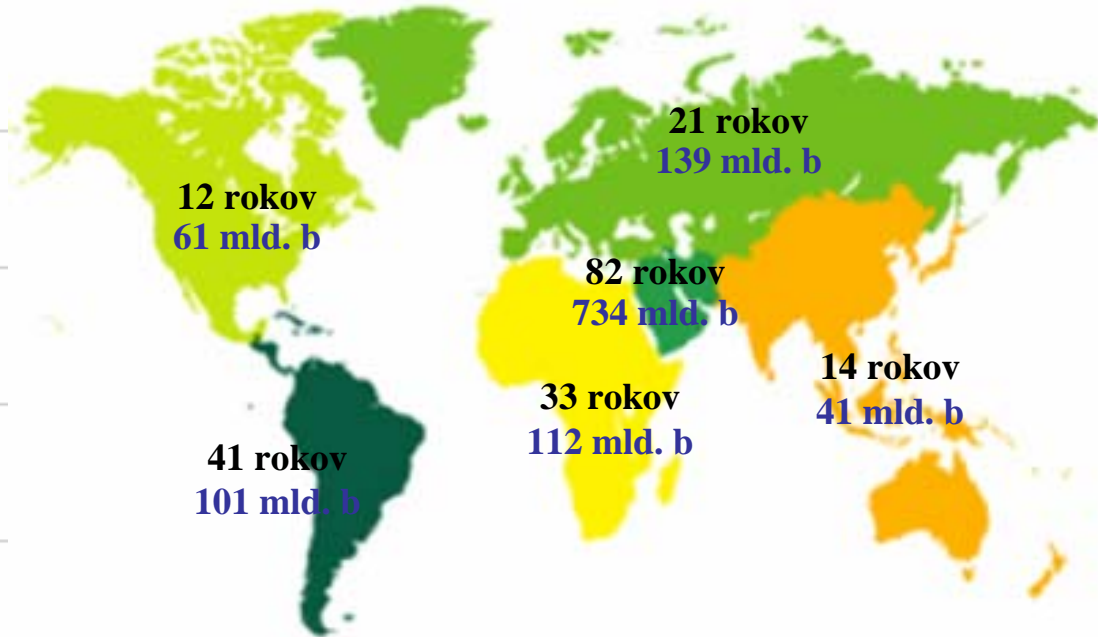 21 rokov
139 mld. b
12 rokov
61 mld. b
82 rokov
734 mld. b
14 rokov
41 mld. b
33 rokov
112 mld. b
41 rokov
101 mld. b